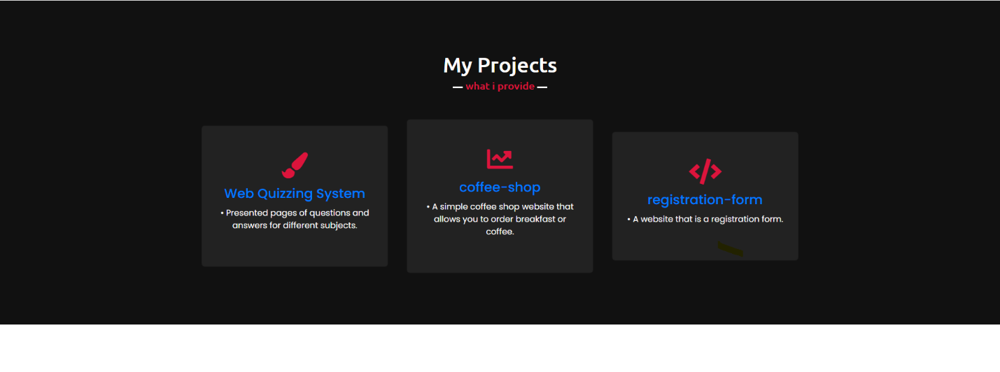 My Projects
— what i provide —
Web Quizzing System
• Presented pages of questions and
answers for different subjects.
coffee-shop
• A simple coffee shop website that
allows you to order breakfast or
coffee.
registration-form
• A website that is a registration form.